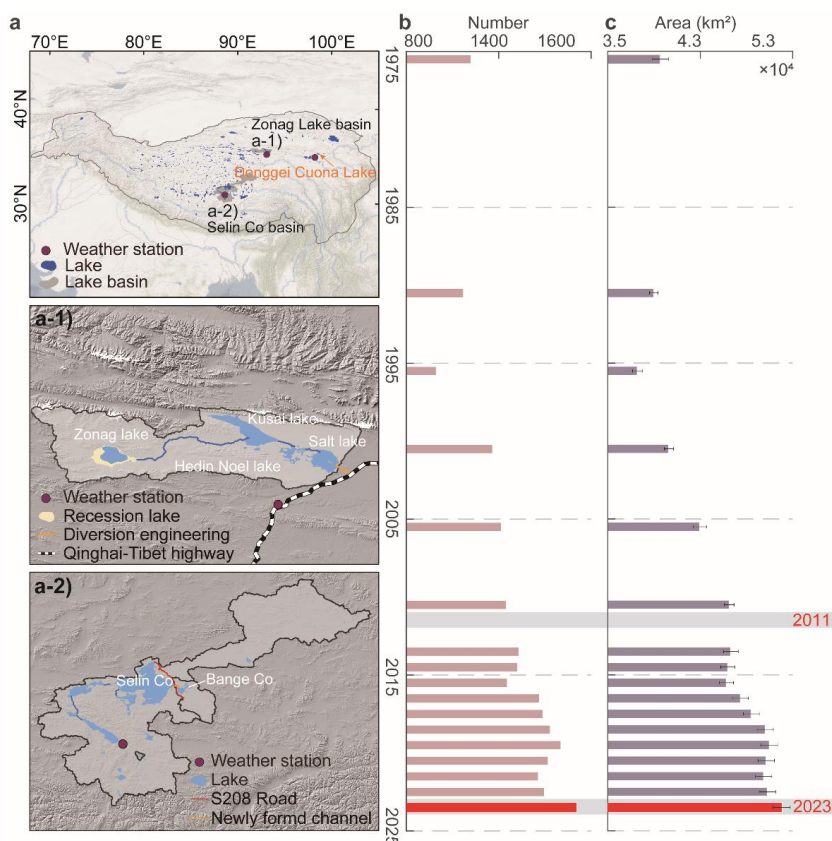 a
70°E 80°E 90°E 100°E
40°N
30°N
Zonag Lake basin
a-1)
Donggei Cuona Lake
a-2)
Selin Co basin
Weather station
Lake
Lake basin
a-1)
Zonag lake
Kusai lake
Salt lake
Hedin Noel lake
Weather station
Recession lake
Diversion engineering
Qinghai-Tibet highway
a-2)
Selin Co
Bange Co
Weather station
Lake
S208 Road
Newly formd channel
b
Number
800 1400 1600
1975
1985
1995
2005
2015
2025
c
Area (km²)
3.5 4.3 5.3
×10⁴
2011
2023